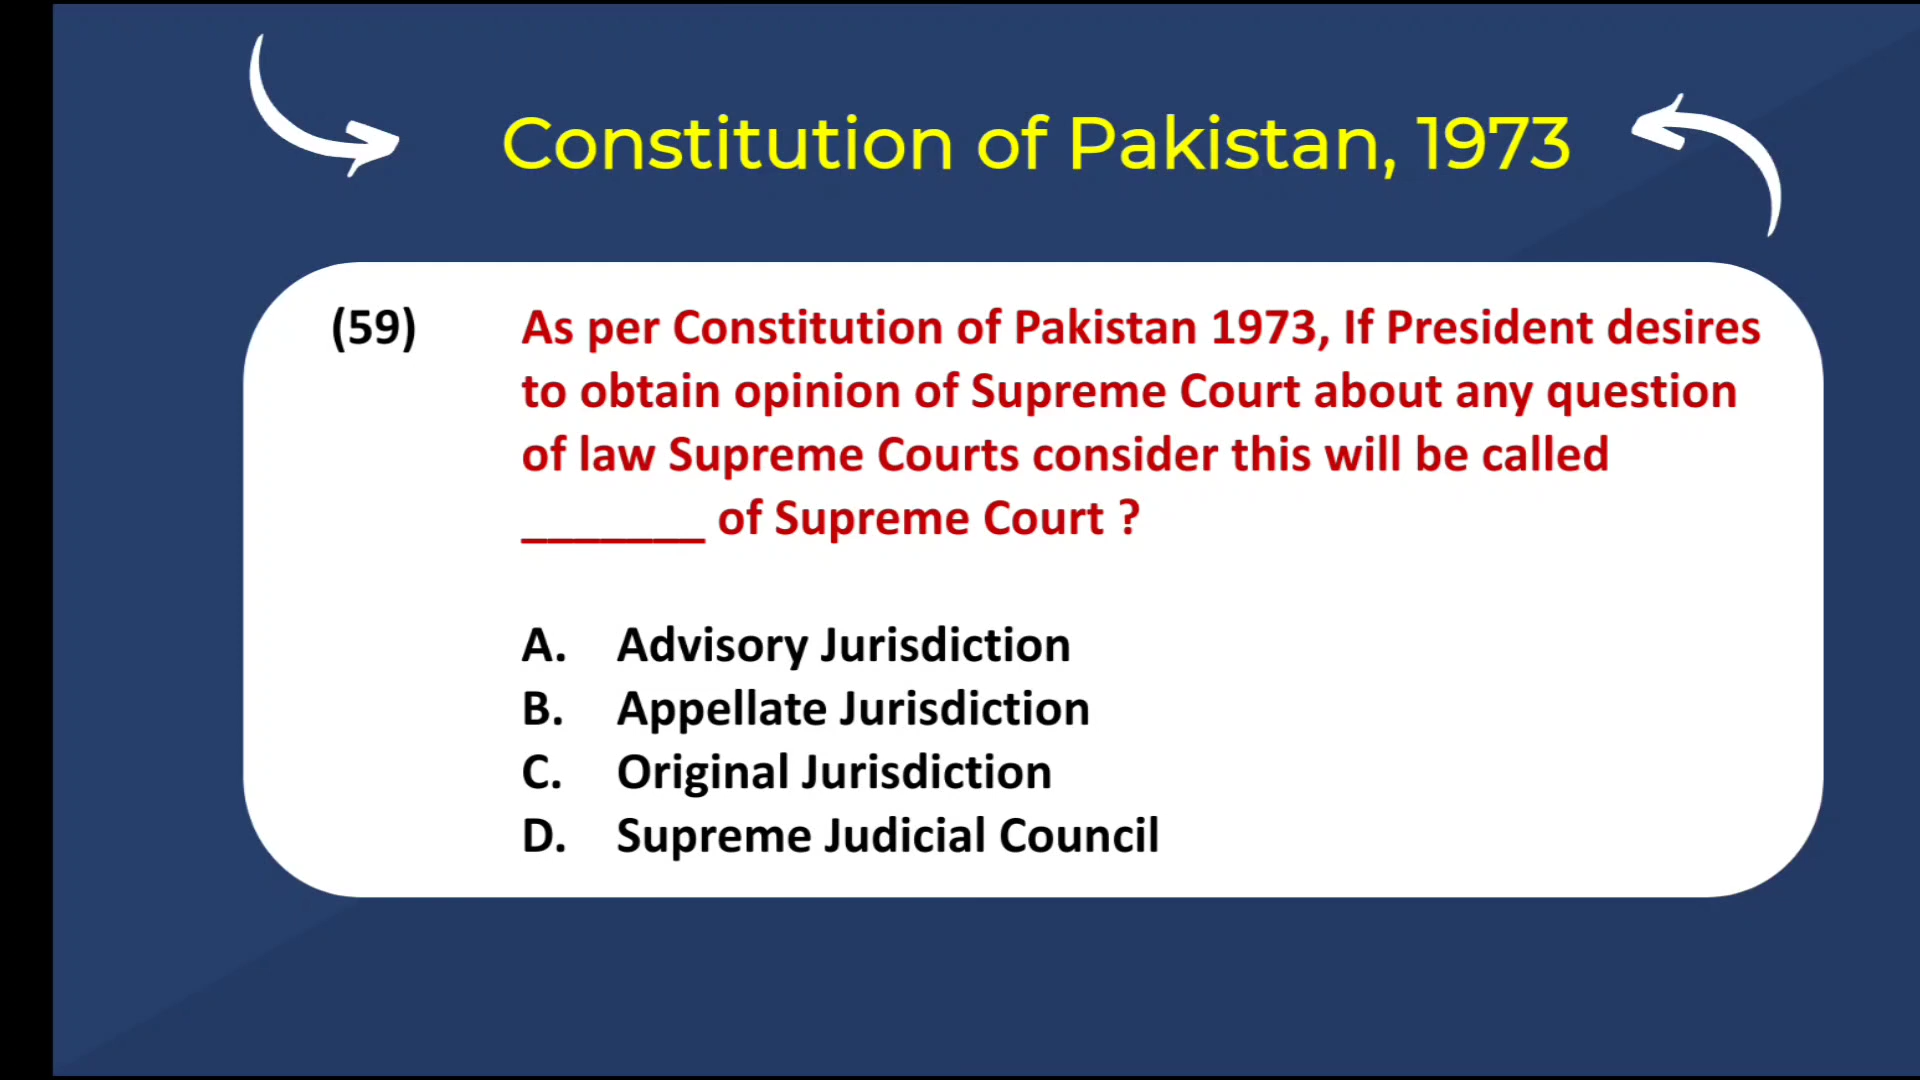 Constitution of Pakistan, 1973
(59) As per Constitution of Pakistan 1973, If President desires
to obtain opinion of Supreme Court about any question
of law Supreme Courts consider this will be called
_______ of Supreme Court ?
A. Advisory Jurisdiction
B. Appellate Jurisdiction
C. Original Jurisdiction
D. Supreme Judicial Council